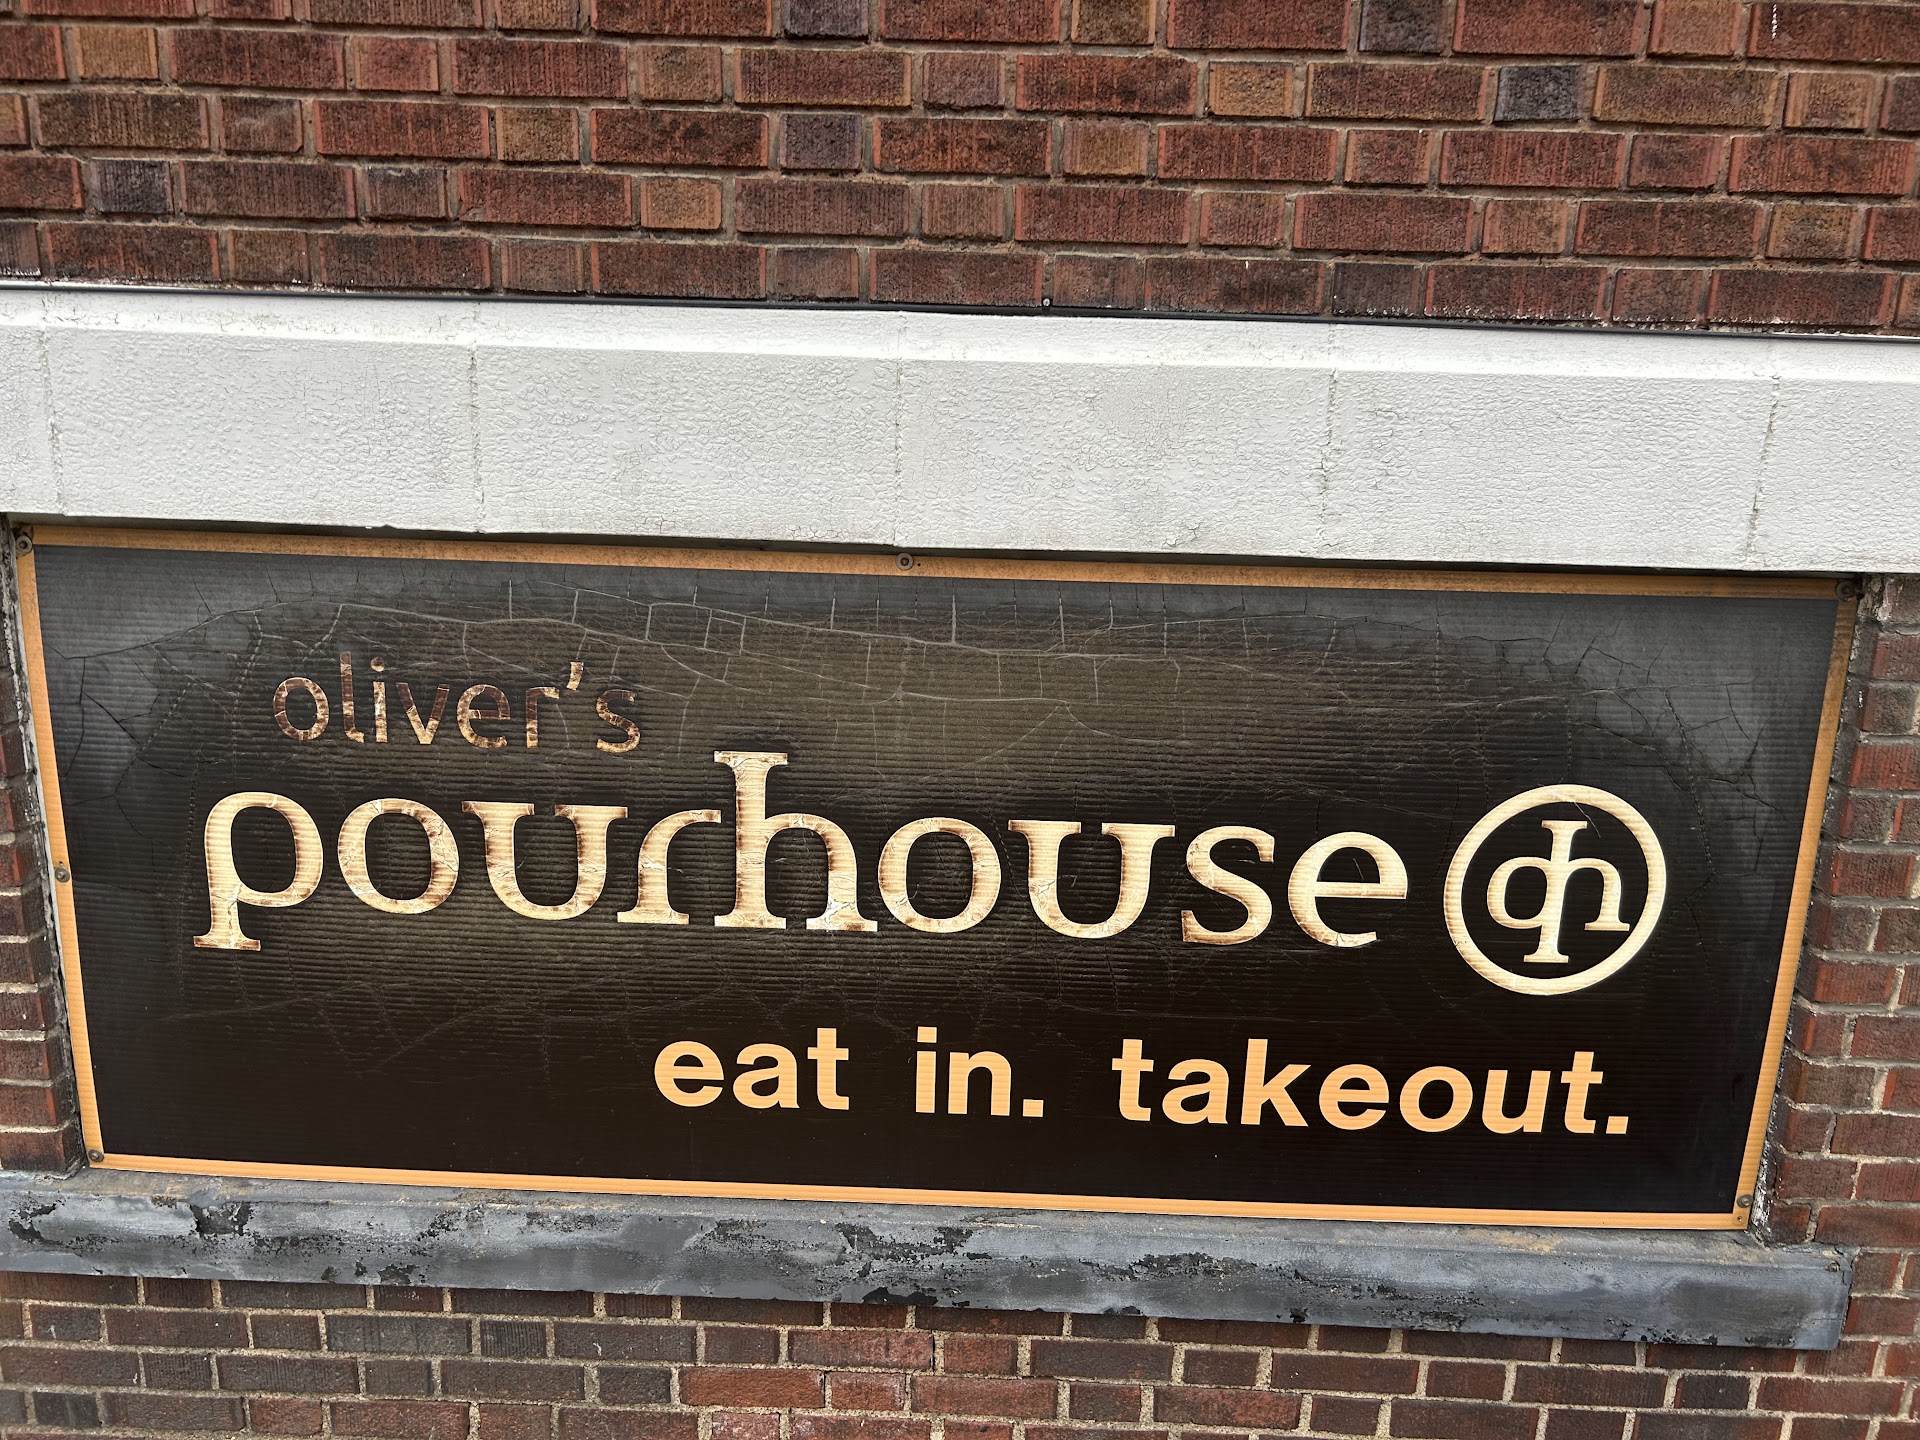 oliver's
pourhouse
eat in. takeout.